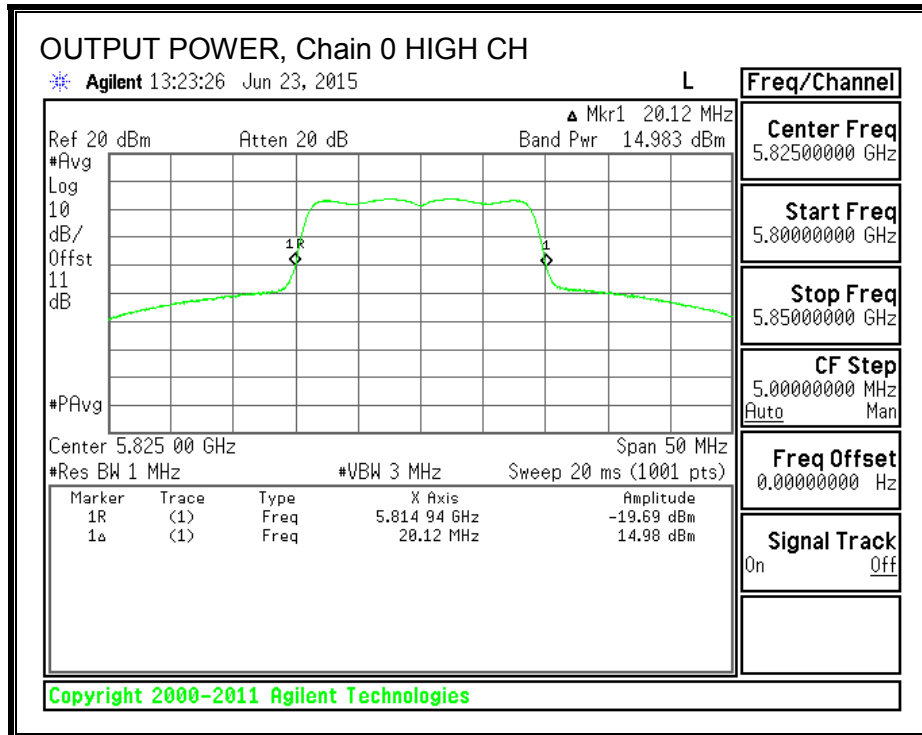 OUTPUT POWER, Chain 0 HIGH CH
Agilent 13:23:26 Jun 23, 2015 L
Δ Mkr1 20.12 MHz
Ref 20 dBm Atten 20 dB Band Pwr 14.983 dBm
#Avg
Log
10
dB/
Offst
11
dB
#PAvg
1R
1
Center 5.825 00 GHz Span 50 MHz
#Res BW 1 MHz #VBW 3 MHz Sweep 20 ms (1001 pts)
Marker Trace Type X Axis Amplitude
1R (1) Freq 5.814 94 GHz -19.69 dBm
1Δ (1) Freq 20.12 MHz 14.98 dBm
Freq/Channel
Center Freq
5.82500000 GHz
Start Freq
5.80000000 GHz
Stop Freq
5.85000000 GHz
CF Step
5.00000000 MHz
Auto Man
Freq Offset
0.00000000 Hz
Signal Track
On Off
Copyright 2000-2011 Agilent Technologies